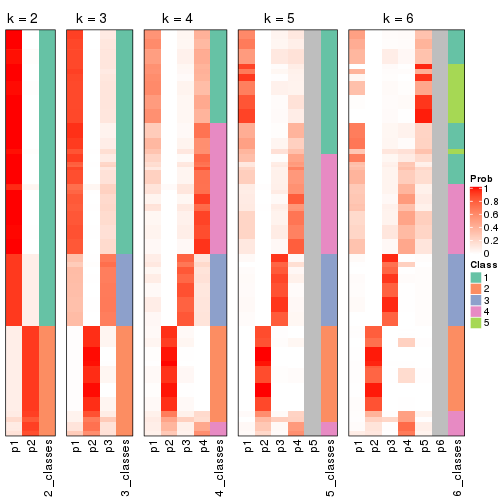 k = 2
k = 3
k = 4
k = 5
k = 6
Prob
1
0.8
0.6
0.4
0.2
0
Class
1
2
3
4
5
p1
p2
2_classes
p1
p2
p3
3_classes
p1
p2
p3
p4
4_classes
p1
p2
p3
p4
p5
5_classes
p1
p2
p3
p4
p5
p6
6_classes